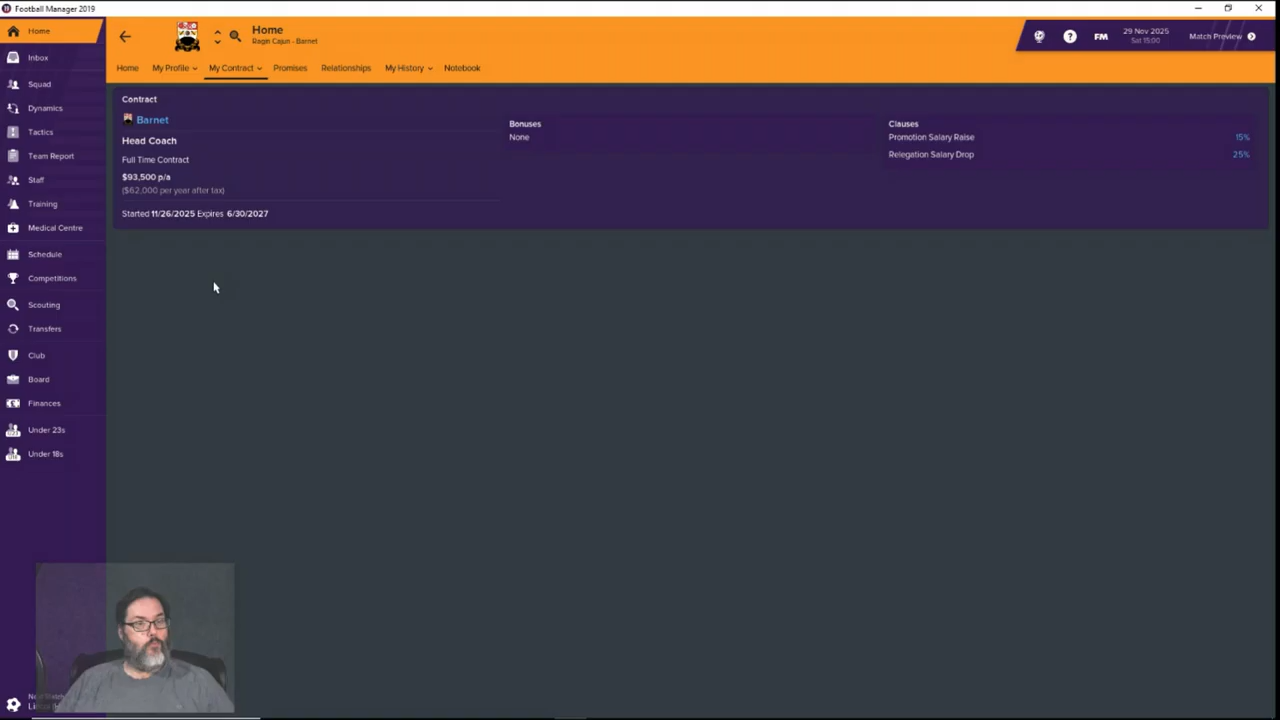 Football Manager 2019
Home
Inbox
Squad
Dynamics
Tactics
Team Report
Staff
Training
Medical Centre
Schedule
Competitions
Scouting
Transfers
Club
Board
Finances
Under 23s
Under 18s
Home
Ragin Cajun - Barnet
FM
29 Nov 2025
Sat 15:00
Match Preview
Home
My Profile
My Contract
Promises
Relationships
My History
Notebook
Contract
Barnet
Head Coach
Full Time Contract
$93,500 p/a
($62,000 per year after tax)
Started 11/26/2025 Expires 6/30/2027
Bonuses
None
Clauses
Promotion Salary Raise 15%
Relegation Salary Drop 25%